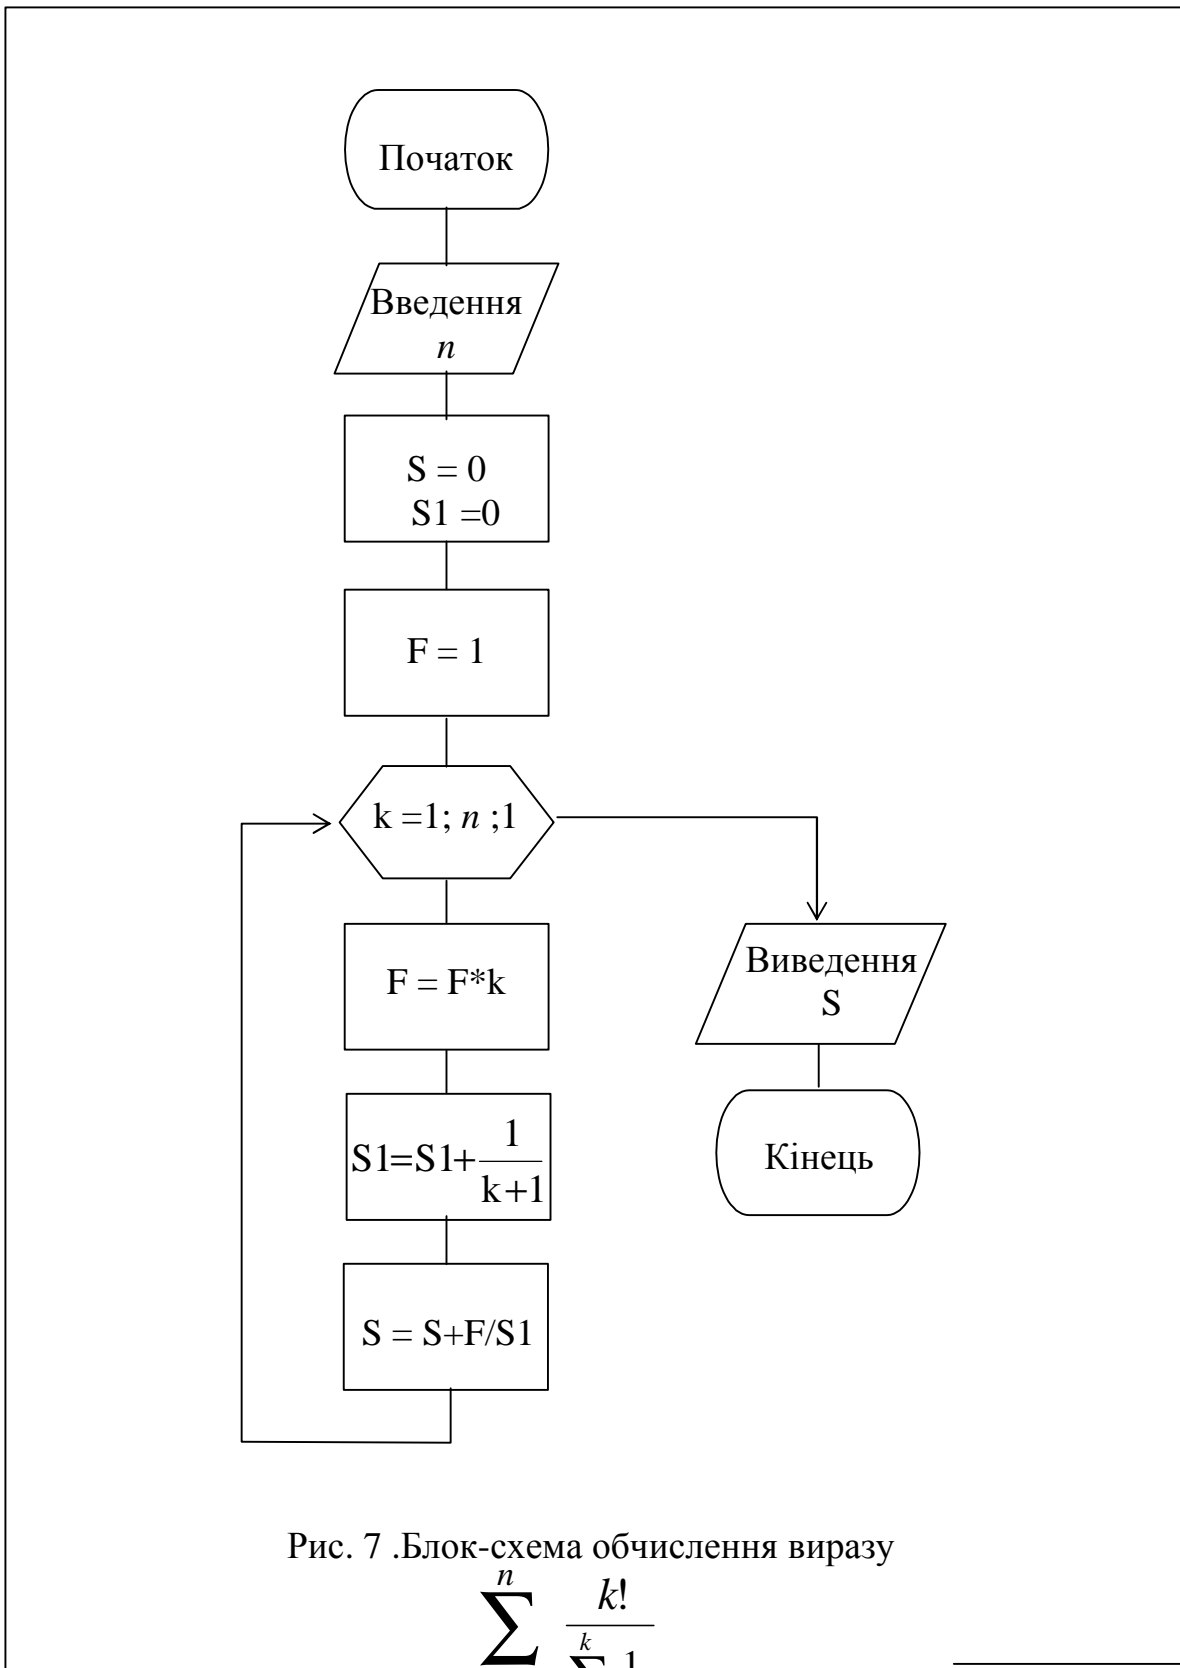 Початок
Введення
n
S = 0
S1 =0
F = 1
k =1; n ;1
F = F*k
Виведення
S
S1=S1+
1
k+1
Кінець
S = S+F/S1
Рис. 7 .Блок-схема обчислення виразу
n
∑
k!
k
∑
1